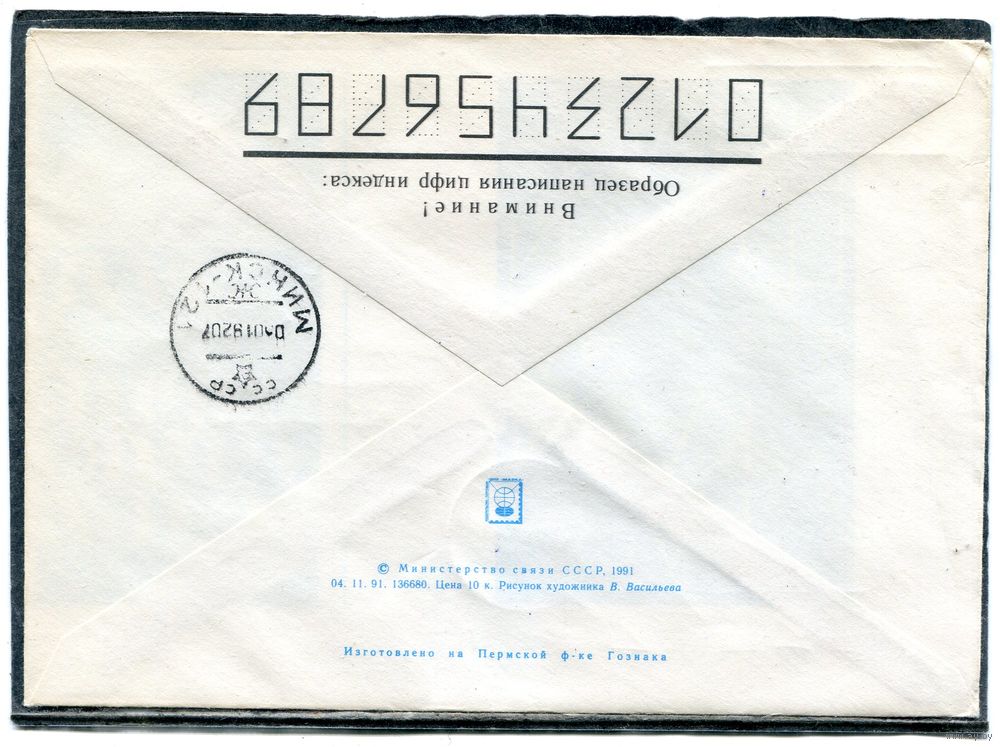 0123456789
Внимание!
Образец написания цифр индекса:
МИНСК-121
Ж
СССР
© Министерство связи СССР, 1991
04. 11. 91. 136680. Цена 10 к. Рисунок художника В. Васильева
Изготовлено на Пермской ф-ке Гознака